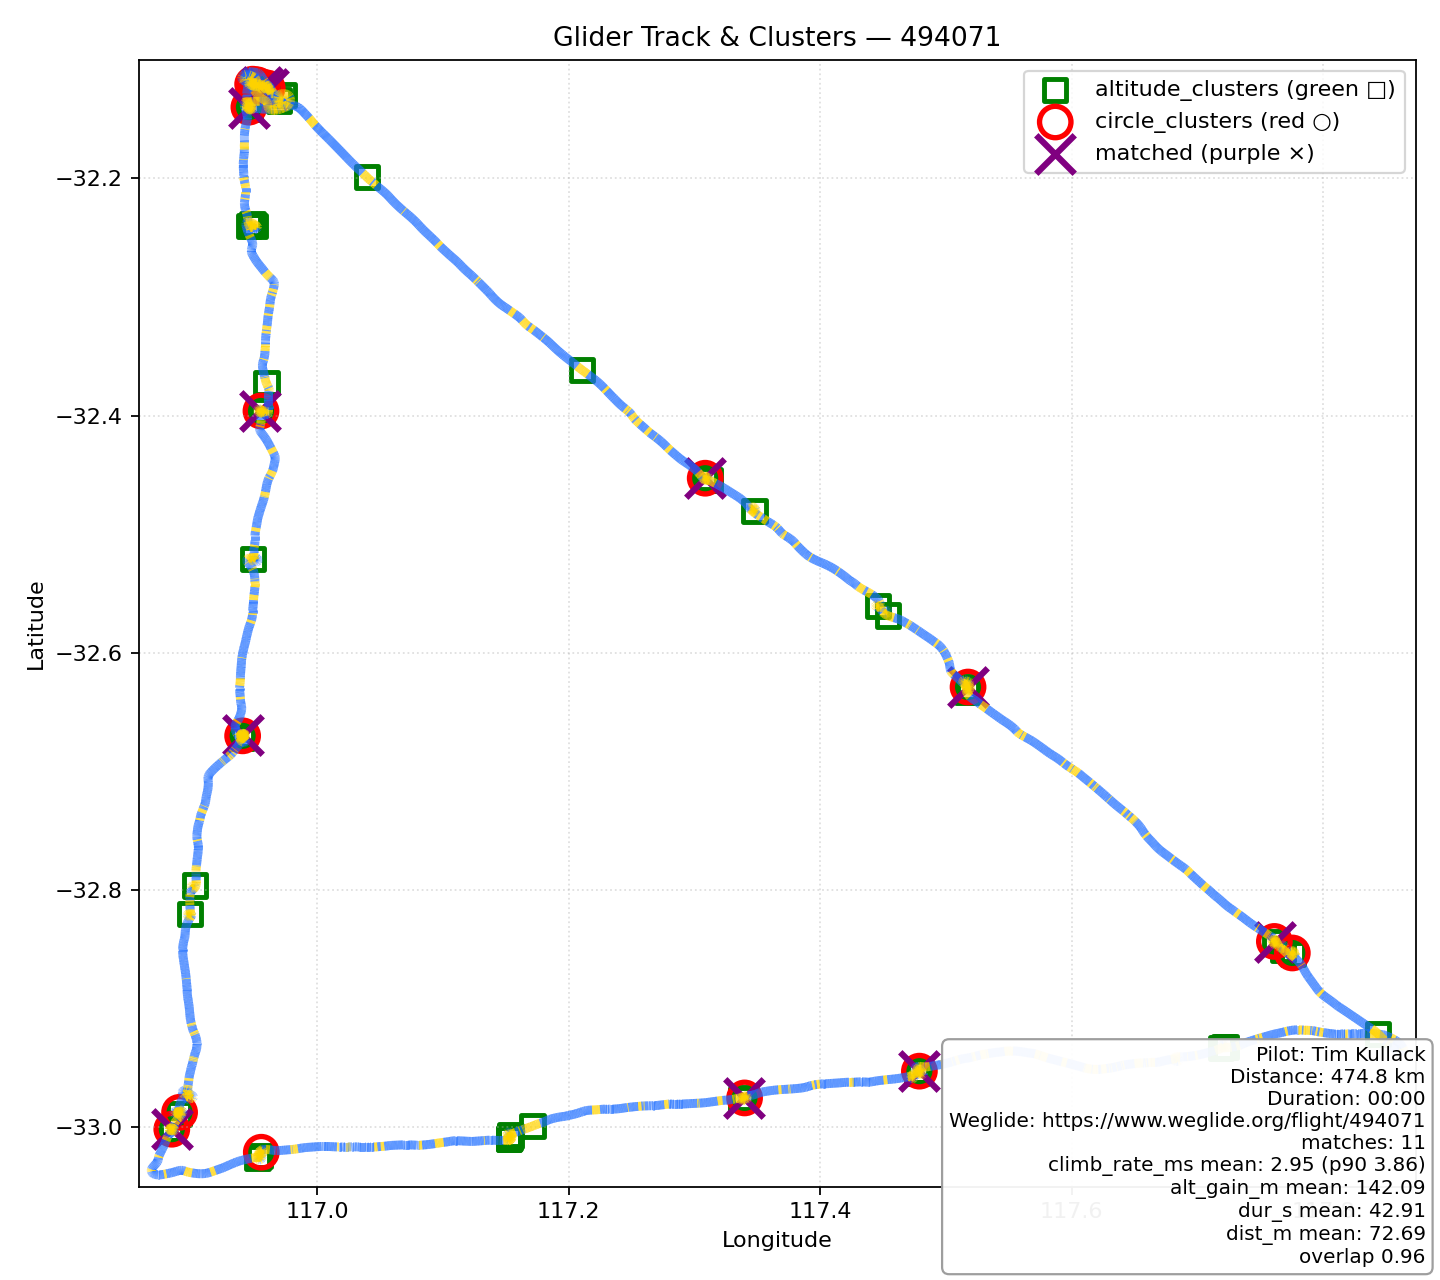 Glider Track & Clusters — 494071
altitude_clusters (green □)
circle_clusters (red ○)
matched (purple ×)
Latitude
−32.2
−32.4
−32.6
−32.8
−33.0
117.0
117.2
117.4
117.6
Longitude
Pilot: Tim Kullack
Distance: 474.8 km
Duration: 00:00
Weglide: https://www.weglide.org/flight/494071
matches: 11
climb_rate_ms mean: 2.95 (p90 3.86)
alt_gain_m mean: 142.09
dur_s mean: 42.91
dist_m mean: 72.69
overlap 0.96